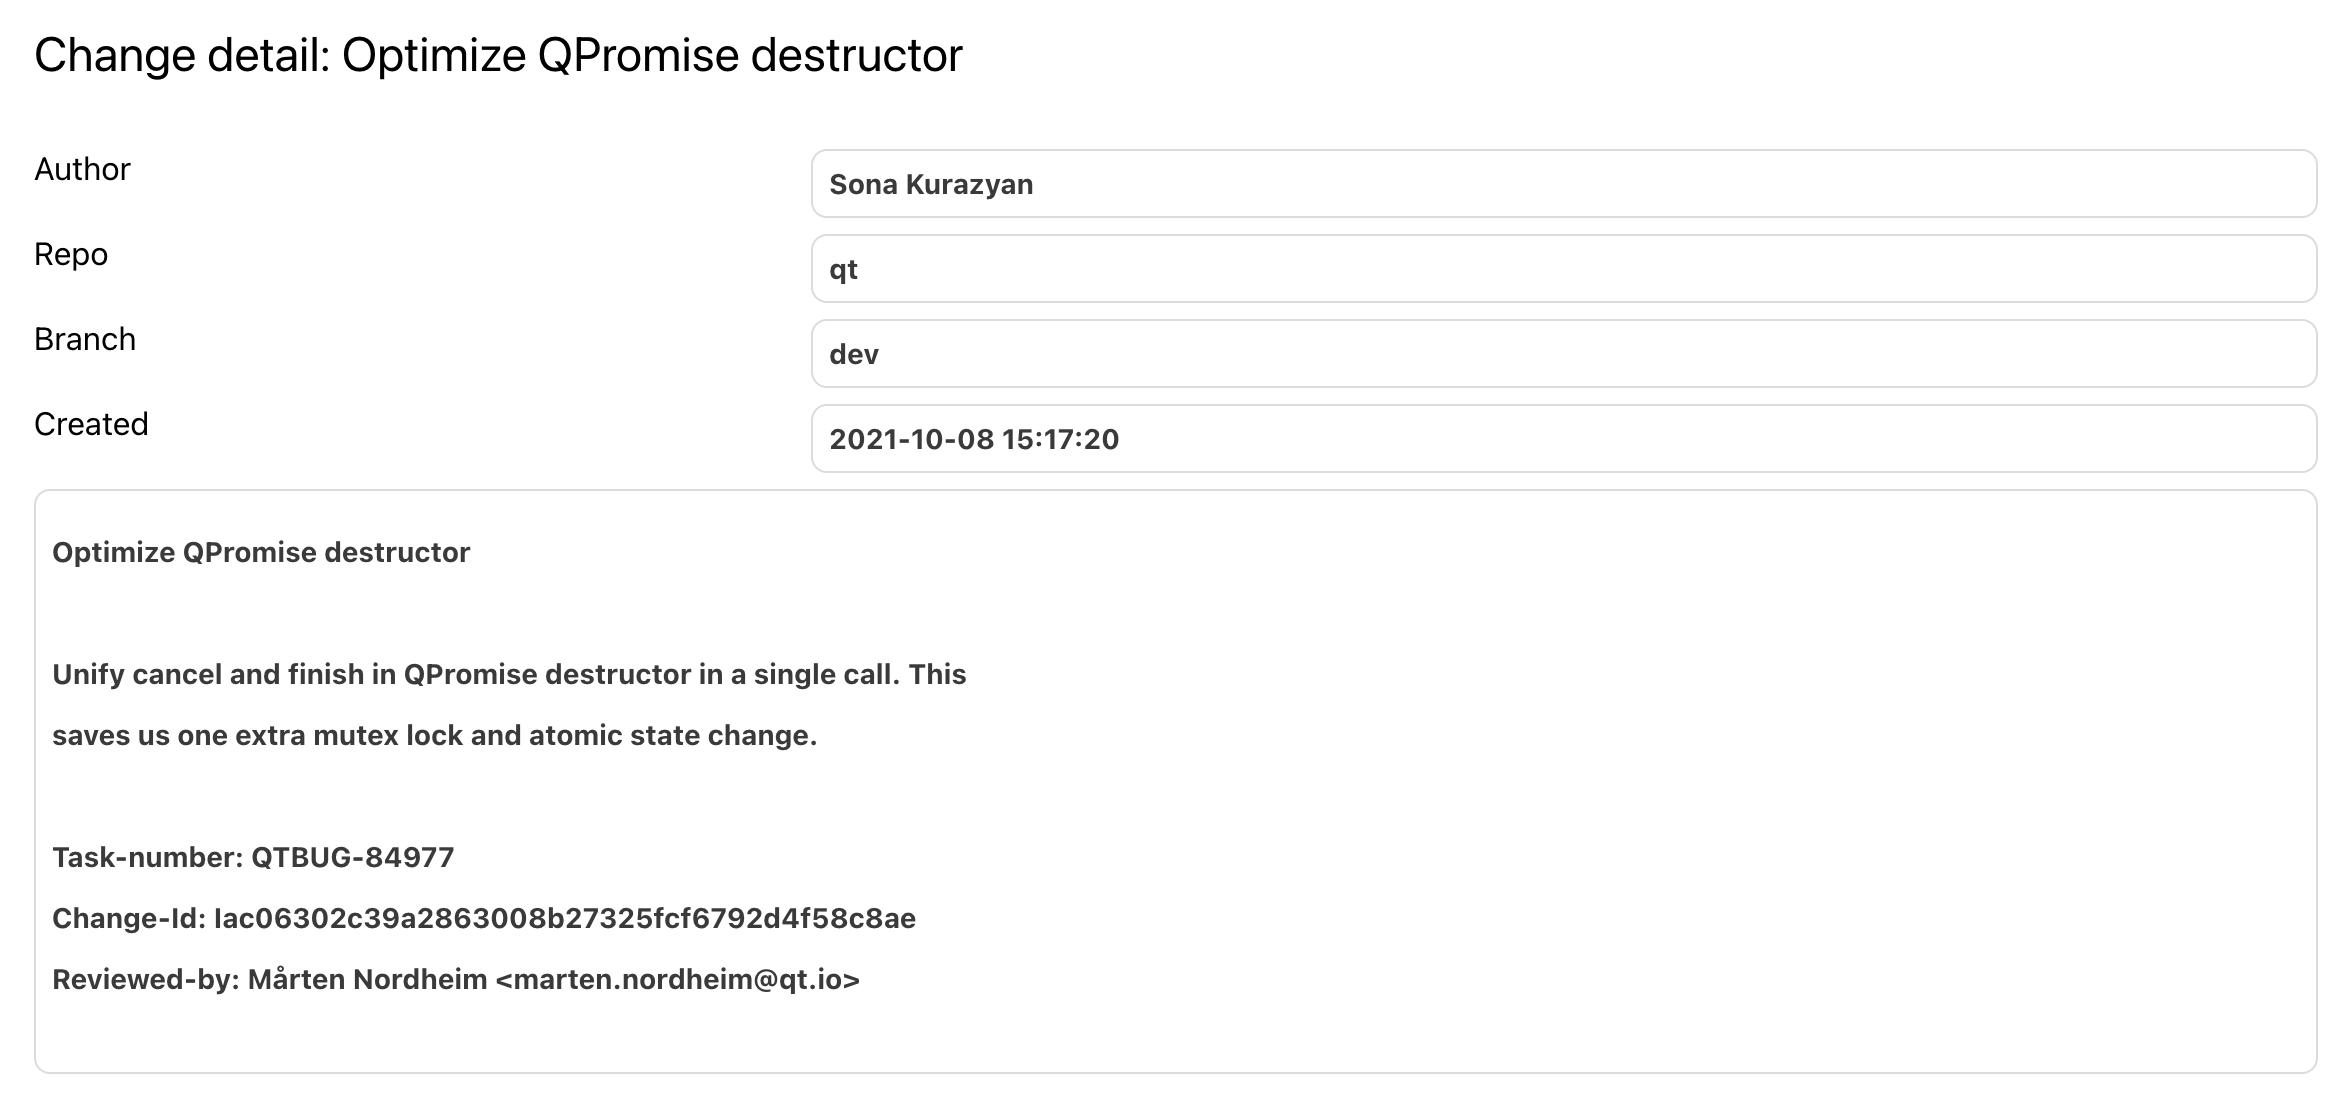 Change detail: Optimize QPromise destructor
Author
Sona Kurazyan
Repo
qt
Branch
dev
Created
2021-10-08 15:17:20
Optimize QPromise destructor
Unify cancel and finish in QPromise destructor in a single call. This
saves us one extra mutex lock and atomic state change.
Task-number: QTBUG-84977
Change-Id: Iac06302c39a2863008b27325fcf6792d4f58c8ae
Reviewed-by: Mårten Nordheim <marten.nordheim@qt.io>